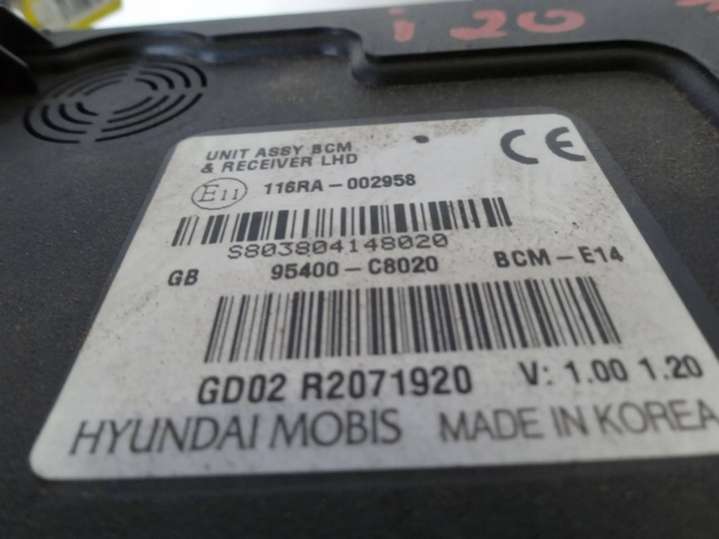 i20
UNIT ASSY BCM
& RECEIVER LHD
CE
E11 116RA-002958
S803804148020
GB 95400-C8020 BCM-E14
GD02 R2071920 V: 1.00 1.20
HYUNDAI MOBIS MADE IN KOREA